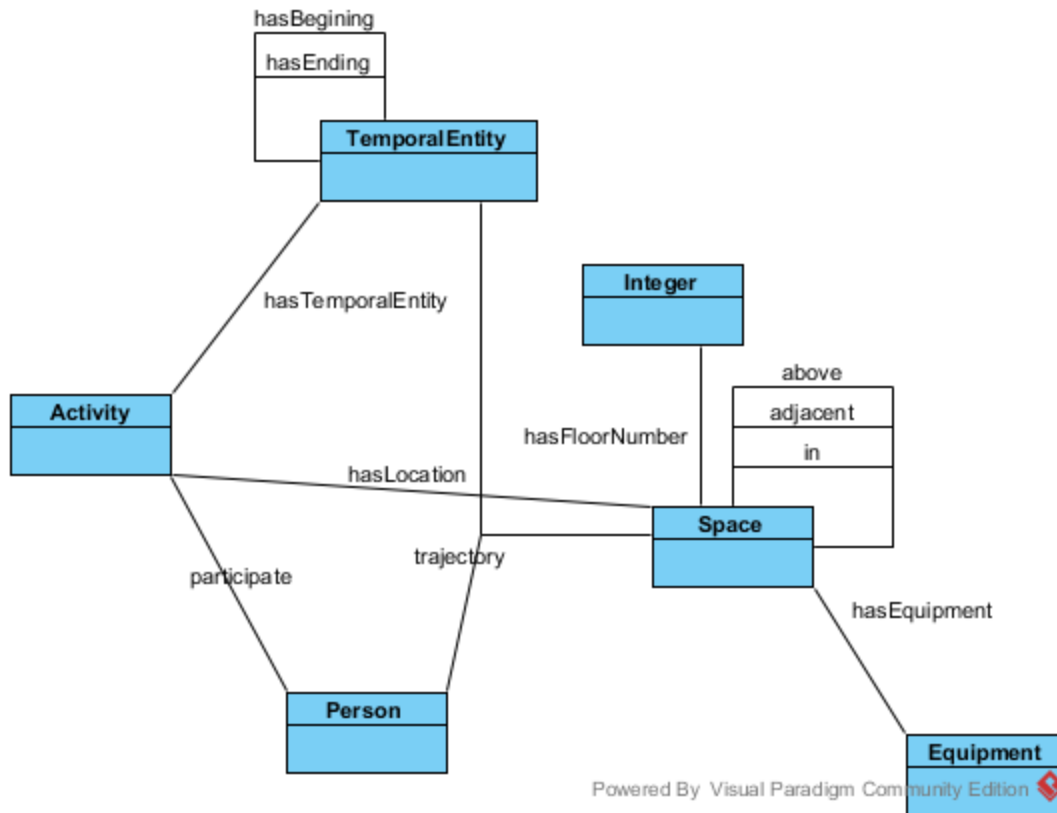 hasBegining
hasEnding
TemporalEntity
hasTemporalEntity
Integer
above
adjacent
in
Activity
hasFloorNumber
hasLocation
Space
trajectory
participate
hasEquipment
Person
Equipment
Powered By Visual Paradigm Community Edition